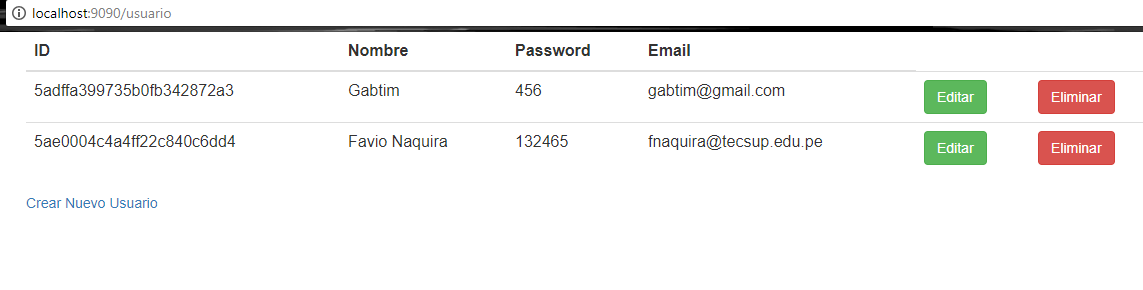 localhost:9090/usuario
ID Nombre Password Email
5adffa399735b0fb342872a3 Gabtim 456 gabtim@gmail.com Editar Eliminar
5ae0004c4a4ff22c840c6dd4 Favio Naquira 132465 fnaquira@tecsup.edu.pe Editar Eliminar
Crear Nuevo Usuario